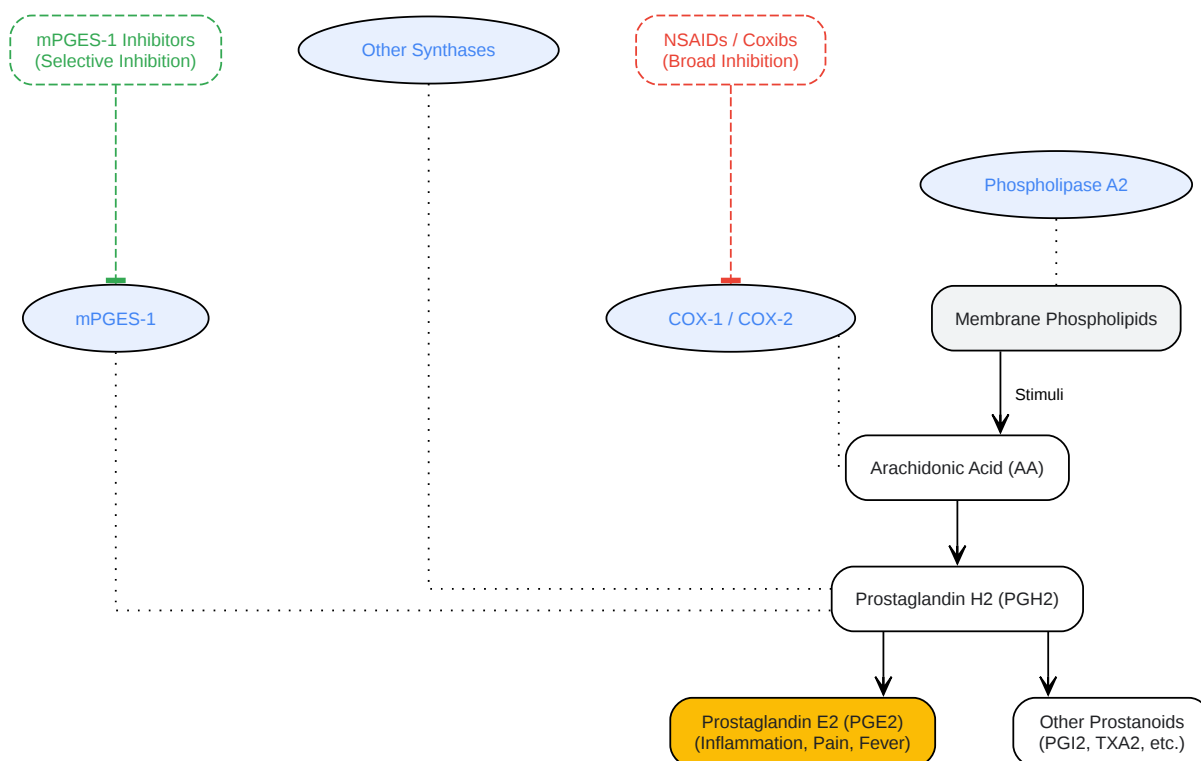 mPGES-1 Inhibitors
(Selective Inhibition)
Other Synthases
NSAIDs / Coxibs
(Broad Inhibition)
Phospholipase A2
mPGES-1
COX-1 / COX-2
Membrane Phospholipids
Stimuli
Arachidonic Acid (AA)
Prostaglandin H2 (PGH2)
Prostaglandin E2 (PGE2)
(Inflammation, Pain, Fever)
Other Prostanoids
(PGI2, TXA2, etc.)